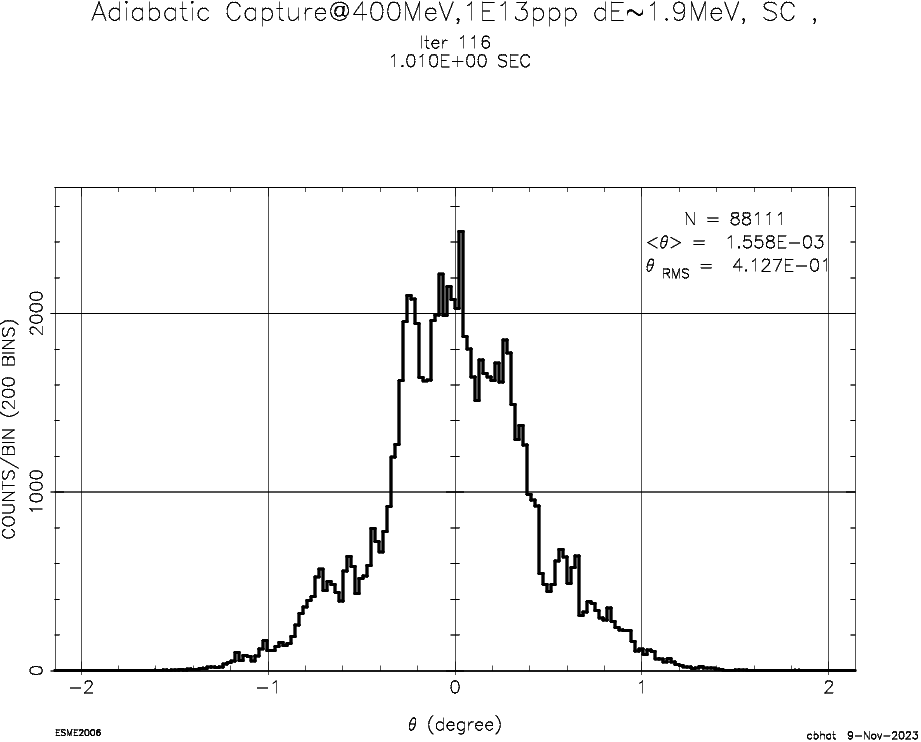 Adiabatic Capture@400MeV,1E13ppp dE~1.9MeV, SC ,
Iter 116
1.010E+00 SEC
N = 88111
<θ> = 1.558E-03
θ RMS = 4.127E-01
COUNTS/BIN (200 BINS)
2000
1000
0
-2 -1 0 1 2
θ (degree)
ESME2006
cbhat 9-Nov-2023